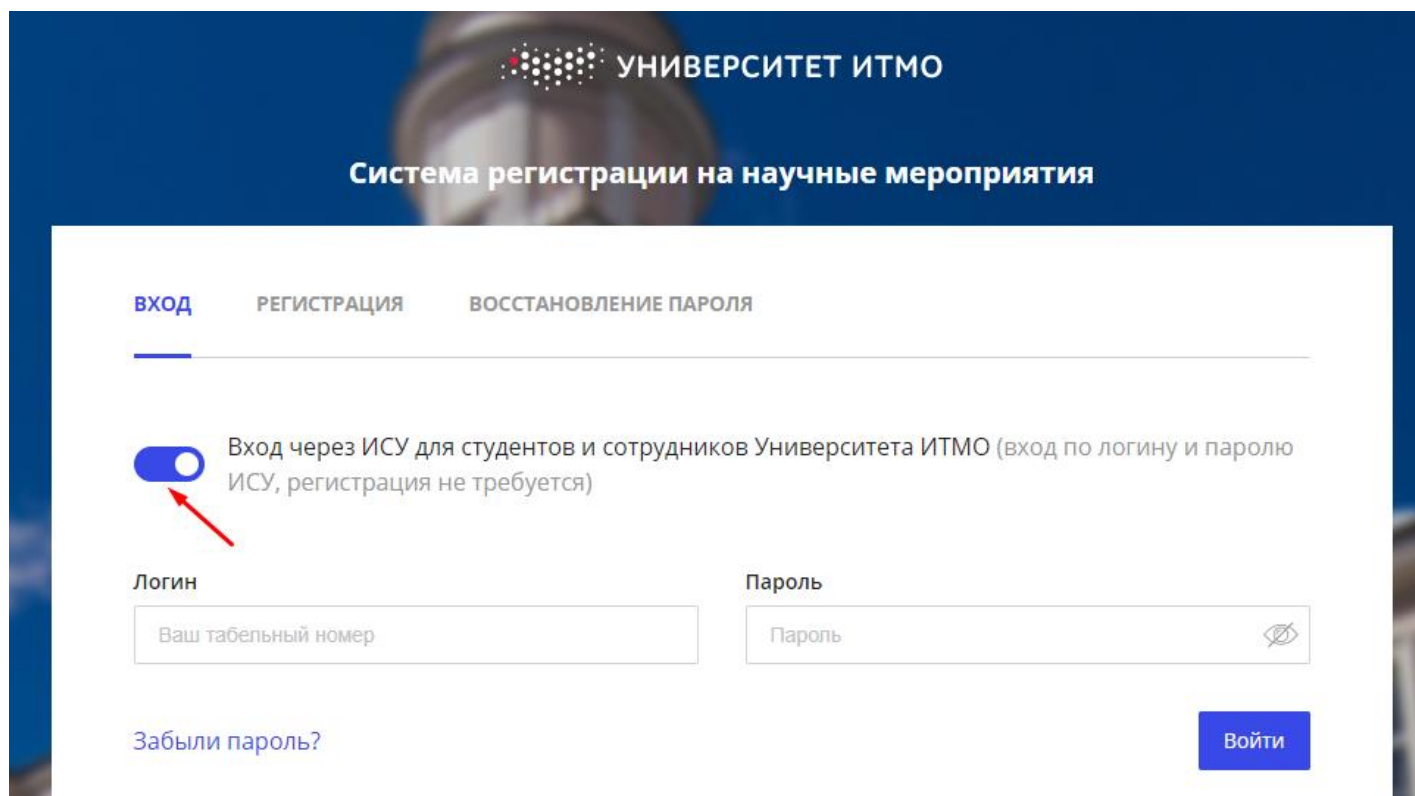 УНИВЕРСИТЕТ ИТМО
Система регистрации на научные мероприятия
ВХОД РЕГИСТРАЦИЯ ВОССТАНОВЛЕНИЕ ПАРОЛЯ
Вход через ИСУ для студентов и сотрудников Университета ИТМО (вход по логину и паролю
ИСУ, регистрация не требуется)
Логин Пароль
Ваш табельный номер Пароль
Забыли пароль? Войти